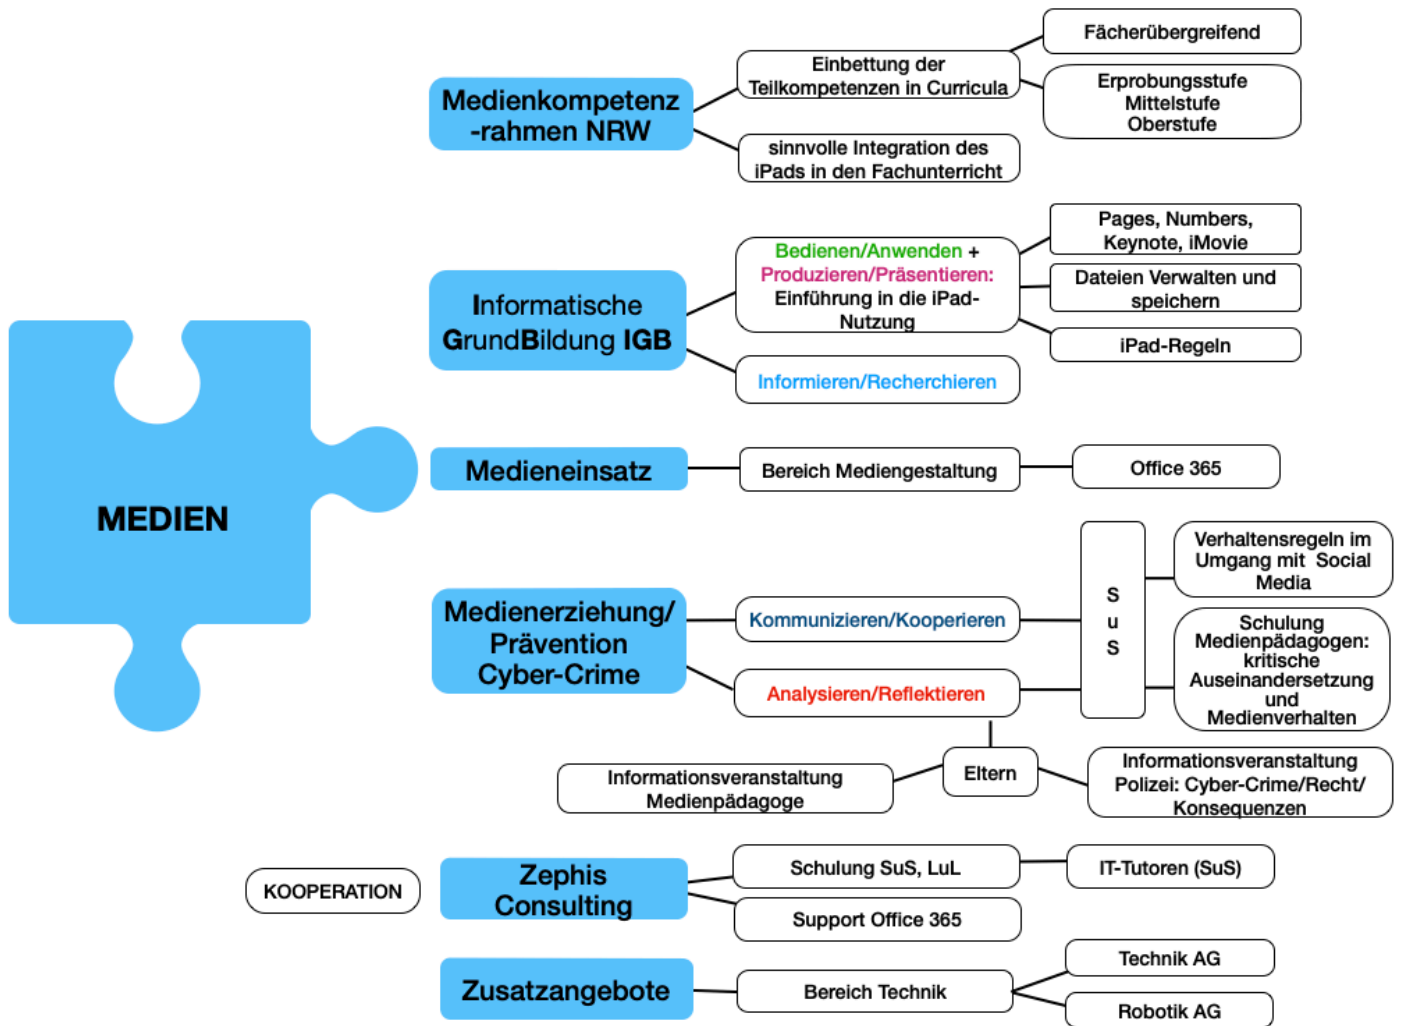 MEDIEN
Medienkompetenz
-rahmen NRW
Einbettung der
Teilkompetenzen in Curricula
Fächerübergreifend
Erprobungsstufe
Mittelstufe
Oberstufe
sinnvolle Integration des
iPads in den Fachunterricht
Informatische
GrundBildung IGB
Bedienen/Anwenden +
Produzieren/Präsentieren:
Einführung in die iPad-
Nutzung
Pages, Numbers,
Keynote, iMovie
Dateien Verwalten und
speichern
iPad-Regeln
Informieren/Recherchieren
Medieneinsatz
Bereich Mediengestaltung
Office 365
Medienerziehung/
Prävention
Cyber-Crime
Kommunizieren/Kooperieren
Analysieren/Reflektieren
S
u
S
Verhaltensregeln im
Umgang mit Social
Media
Schulung
Medienpädagogen:
kritische
Auseinandersetzung
und
Medienverhalten
Eltern
Informationsveranstaltung
Medienpädagoge
Informationsveranstaltung
Polizei: Cyber-Crime/Recht/
Konsequenzen
KOOPERATION
Zephis
Consulting
Schulung SuS, LuL
IT-Tutoren (SuS)
Support Office 365
Zusatzangebote
Bereich Technik
Technik AG
Robotik AG